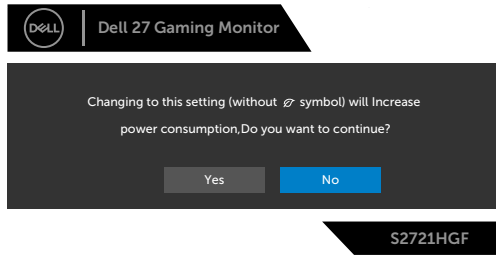 DELL
Dell 27 Gaming Monitor
Changing to this setting (without symbol) will Increase
power consumption,Do you want to continue?
Yes
No
S2721HGF